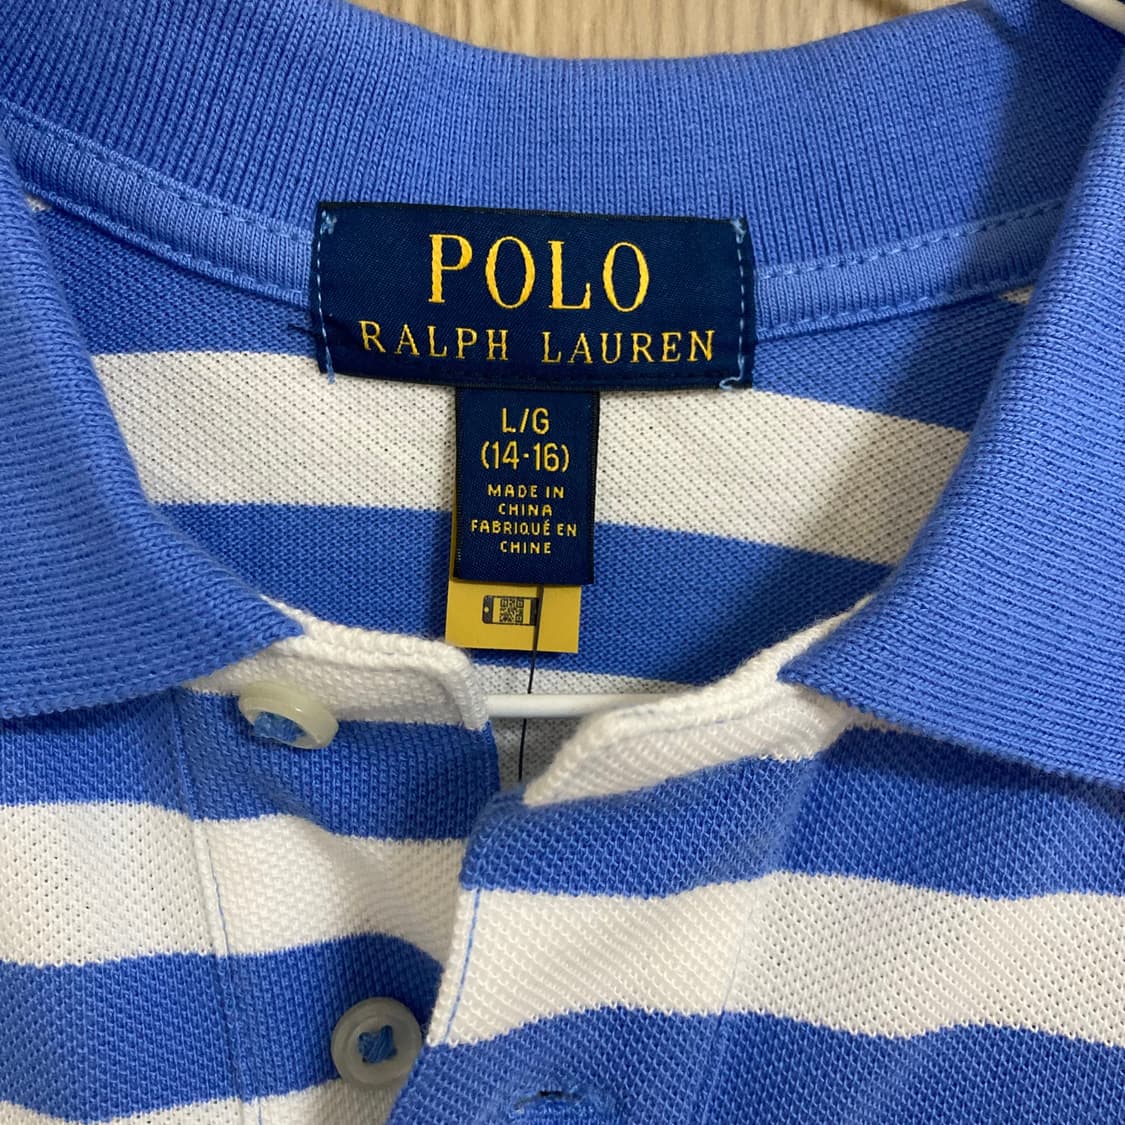 POLO
RALPH LAUREN
L/G
(14-16)
MADE IN
CHINA
FABRIQUÉ EN
CHINE